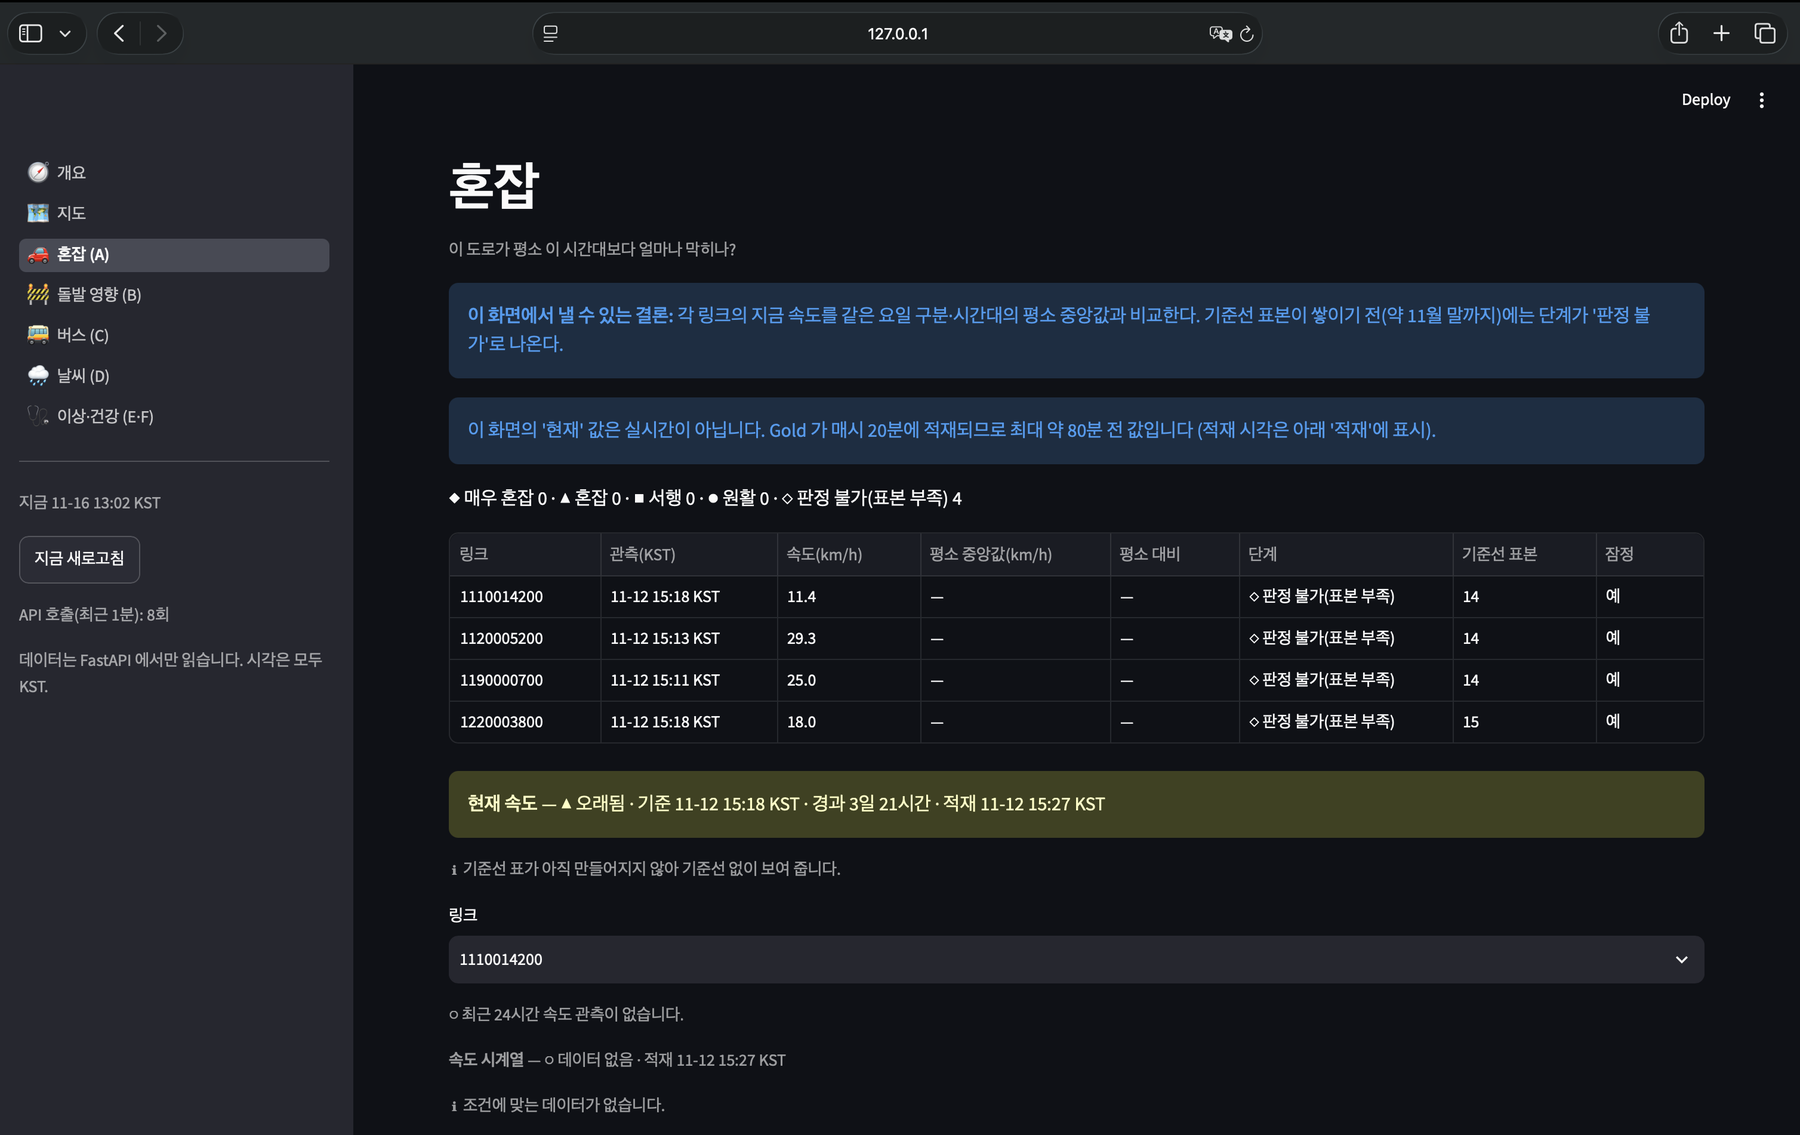 127.0.0.1
Deploy
개요
지도
혼잡 (A)
돌발 영향 (B)
버스 (C)
날씨 (D)
이상·건강 (E·F)
지금 11-16 13:02 KST
지금 새로고침
API 호출(최근 1분): 8회
데이터는 FastAPI 에서만 읽습니다. 시각은 모두
KST.
혼잡
이 도로가 평소 이 시간대보다 얼마나 막히나?
이 화면에서 낼 수 있는 결론: 각 링크의 지금 속도를 같은 요일 구분·시간대의 평소 중앙값과 비교한다. 기준선 표본이 쌓이기 전(약 11월 말까지)에는 단계가 '판정 불
가'로 나온다.
이 화면의 '현재' 값은 실시간이 아닙니다. Gold 가 매시 20분에 적재되므로 최대 약 80분 전 값입니다 (적재 시각은 아래 '적재'에 표시).
◆ 매우 혼잡 0 · ▲ 혼잡 0 · ■ 서행 0 · ● 원활 0 · ◇ 판정 불가(표본 부족) 4
링크 관측(KST) 속도(km/h) 평소 중앙값(km/h) 평소 대비 단계 기준선 표본 잠정
1110014200 11-12 15:18 KST 11.4 — — ◇ 판정 불가(표본 부족) 14 예
1120005200 11-12 15:13 KST 29.3 — — ◇ 판정 불가(표본 부족) 14 예
1190000700 11-12 15:11 KST 25.0 — — ◇ 판정 불가(표본 부족) 14 예
1220003800 11-12 15:18 KST 18.0 — — ◇ 판정 불가(표본 부족) 15 예
현재 속도 — ▲ 오래됨 · 기준 11-12 15:18 KST · 경과 3일 21시간 · 적재 11-12 15:27 KST
ℹ 기준선 표가 아직 만들어지지 않아 기준선 없이 보여 줍니다.
링크
1110014200
○ 최근 24시간 속도 관측이 없습니다.
속도 시계열 — ○ 데이터 없음 · 적재 11-12 15:27 KST
ℹ 조건에 맞는 데이터가 없습니다.